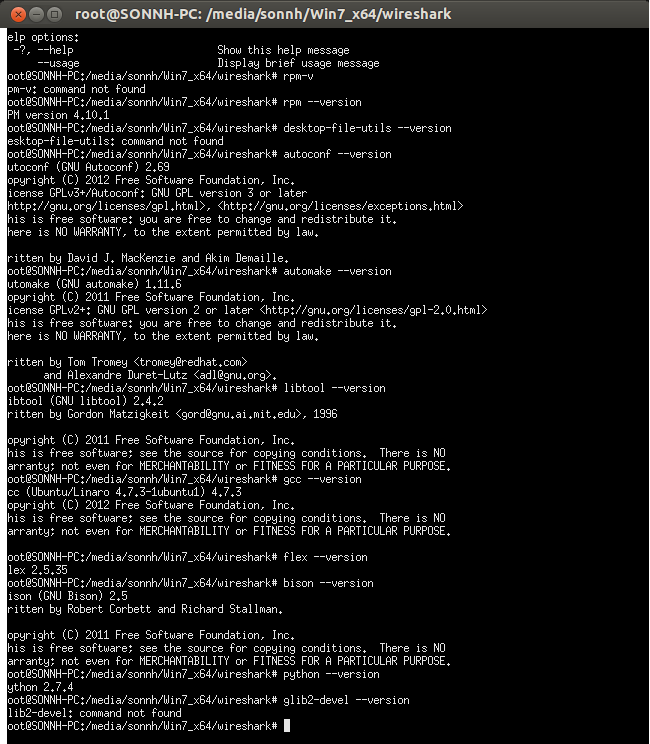 root@SONNH-PC: /media/sonnh/Win7_x64/wireshark
elp options:
-?, --help Show this help message
--usage Display brief usage message
oot@SONNH-PC:/media/sonnh/Win7_x64/wireshark# rpm-v
pm-v: command not found
oot@SONNH-PC:/media/sonnh/Win7_x64/wireshark# rpm --version
PM version 4.10.1
oot@SONNH-PC:/media/sonnh/Win7_x64/wireshark# desktop-file-utils --version
esktop-file-utils: command not found
oot@SONNH-PC:/media/sonnh/Win7_x64/wireshark# autoconf --version
utoconf (GNU Autoconf) 2.69
opyright (C) 2012 Free Software Foundation, Inc.
icense GPLv3+/Autoconf: GNU GPL version 3 or later
http://gnu.org/licenses/gpl.html>, <http://gnu.org/licenses/exceptions.html>
his is free software: you are free to change and redistribute it.
here is NO WARRANTY, to the extent permitted by law.
ritten by David J. MacKenzie and Akim Demaille.
oot@SONNH-PC:/media/sonnh/Win7_x64/wireshark# automake --version
utomake (GNU automake) 1.11.6
opyright (C) 2011 Free Software Foundation, Inc.
icense GPLv2+: GNU GPL version 2 or later <http://gnu.org/licenses/gpl-2.0.html>
his is free software: you are free to change and redistribute it.
here is NO WARRANTY, to the extent permitted by law.
ritten by Tom Tromey <tromey@redhat.com>
and Alexandre Duret-Lutz <adl@gnu.org>.
oot@SONNH-PC:/media/sonnh/Win7_x64/wireshark# libtool --version
ibtool (GNU libtool) 2.4.2
ritten by Gordon Matzigkeit <gord@gnu.ai.mit.edu>, 1996
opyright (C) 2011 Free Software Foundation, Inc.
his is free software; see the source for copying conditions.  There is NO
arranty; not even for MERCHANTABILITY or FITNESS FOR A PARTICULAR PURPOSE.
oot@SONNH-PC:/media/sonnh/Win7_x64/wireshark# gcc --version
cc (Ubuntu/Linaro 4.7.3-1ubuntu1) 4.7.3
opyright (C) 2012 Free Software Foundation, Inc.
his is free software; see the source for copying conditions.  There is NO
arranty; not even for MERCHANTABILITY or FITNESS FOR A PARTICULAR PURPOSE.
oot@SONNH-PC:/media/sonnh/Win7_x64/wireshark# flex --version
lex 2.5.35
oot@SONNH-PC:/media/sonnh/Win7_x64/wireshark# bison --version
ison (GNU Bison) 2.5
ritten by Robert Corbett and Richard Stallman.
opyright (C) 2011 Free Software Foundation, Inc.
his is free software; see the source for copying conditions.  There is NO
arranty; not even for MERCHANTABILITY or FITNESS FOR A PARTICULAR PURPOSE.
oot@SONNH-PC:/media/sonnh/Win7_x64/wireshark# python --version
ython 2.7.4
oot@SONNH-PC:/media/sonnh/Win7_x64/wireshark# glib2-devel --version
lib2-devel: command not found
oot@SONNH-PC:/media/sonnh/Win7_x64/wireshark#